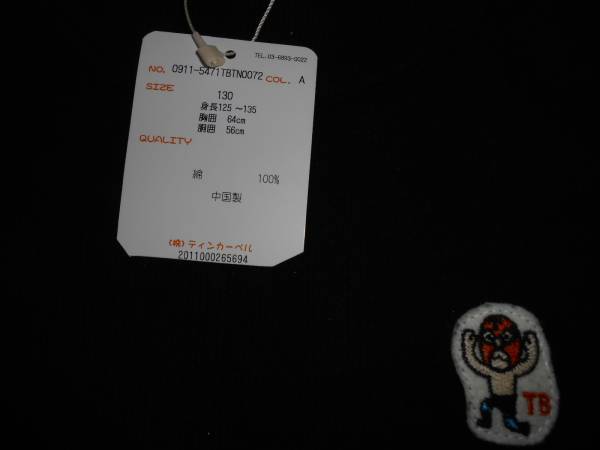 TEL.03-6893-0022
NO. 0911-5471TBTN0072 COL. A
SIZE
130
身長125～135
胸囲 64cm
胴囲 56cm
QUALITY
綿 100%
中国製
(株)ティンカーベル
2011000265694
TB